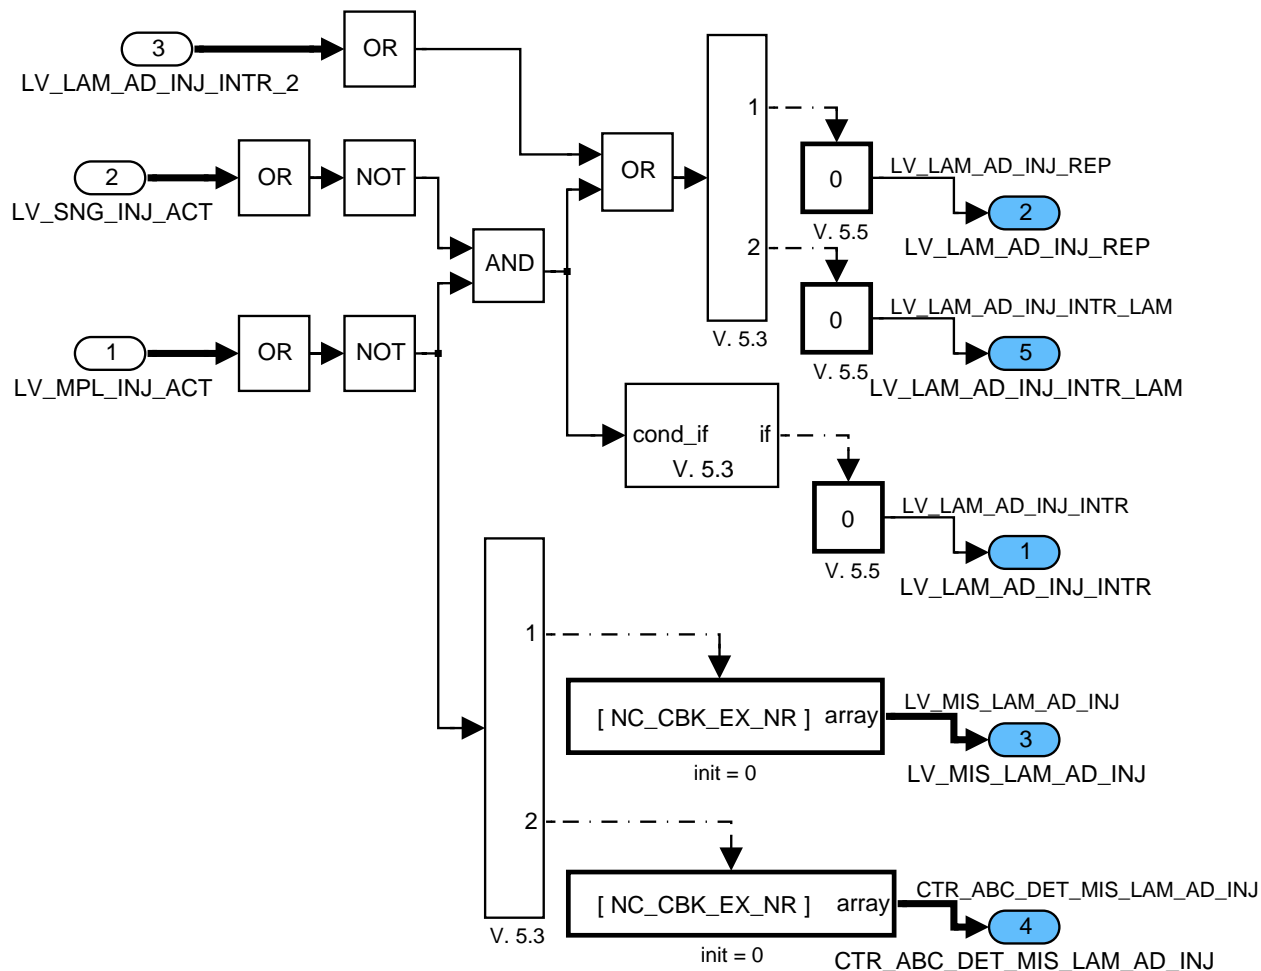 3
OR
LV_LAM_AD_INJ_INTR_2
1
2
OR
NOT
OR
0
LV_LAM_AD_INJ_REP
2
LV_SNG_INJ_ACT
V. 5.5
LV_LAM_AD_INJ_REP
AND
2
1
OR
NOT
0
LV_LAM_AD_INJ_INTR_LAM
5
LV_MPL_INJ_ACT
V. 5.3
V. 5.5
LV_LAM_AD_INJ_INTR_LAM
cond_if
if
V. 5.3
0
LV_LAM_AD_INJ_INTR
1
V. 5.5
LV_LAM_AD_INJ_INTR
1
[ NC_CBK_EX_NR ]
array
LV_MIS_LAM_AD_INJ
3
init = 0
LV_MIS_LAM_AD_INJ
2
[ NC_CBK_EX_NR ]
array
CTR_ABC_DET_MIS_LAM_AD_INJ
4
V. 5.3
init = 0
CTR_ABC_DET_MIS_LAM_AD_INJ